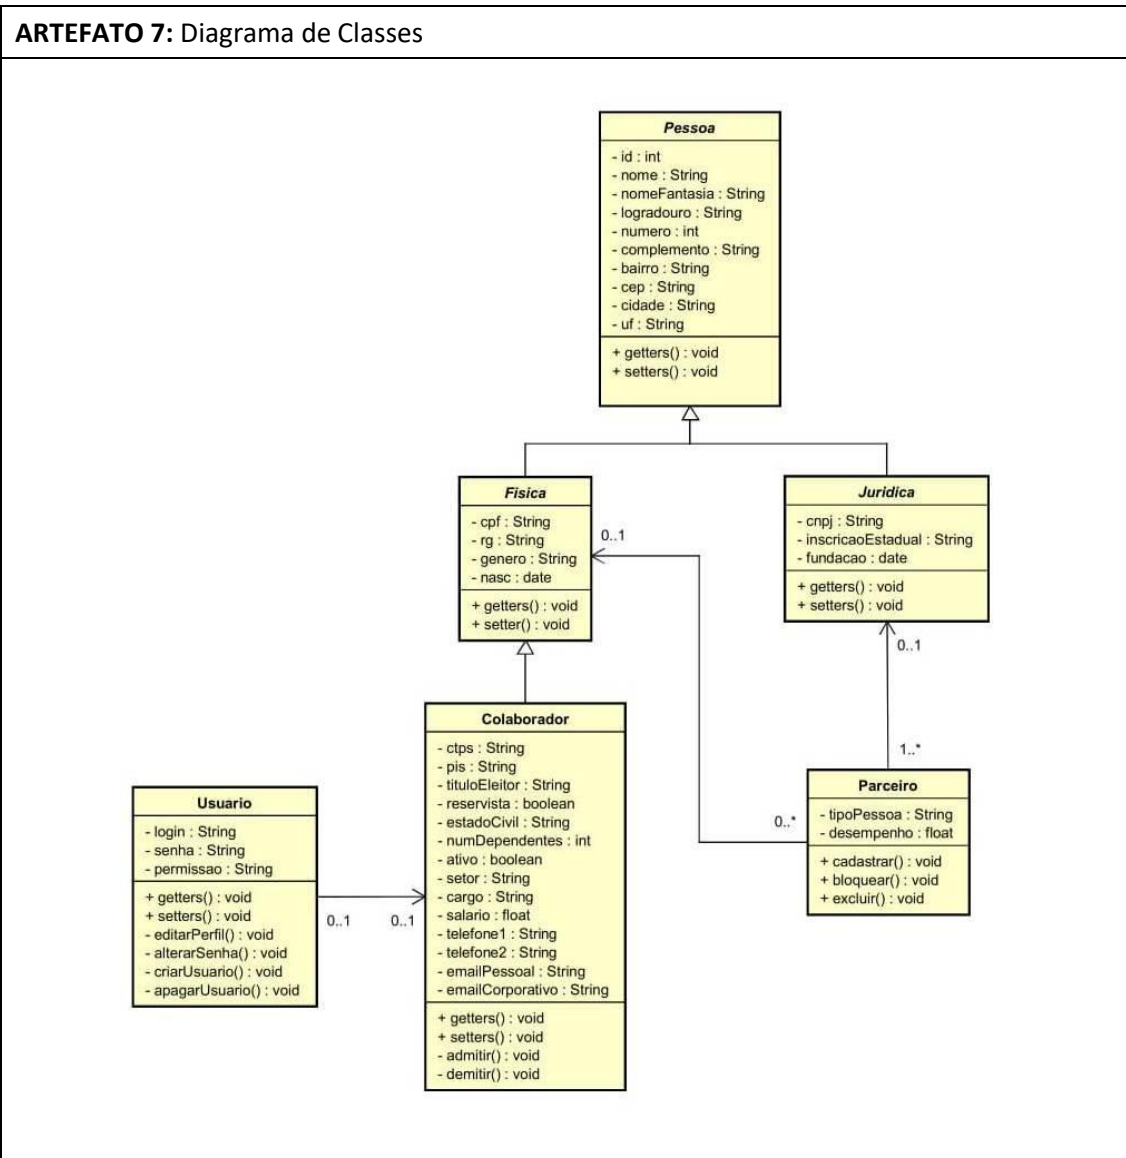 ARTEFATO 7: Diagrama de Classes
Pessoa
- id : int
- nome : String
- nomeFantasia : String
- logradouro : String
- numero : int
- complemento : String
- bairro : String
- cep : String
- cidade : String
- uf : String
+ getters() : void
+ setters() : void
Fisica
- cpf : String
- rg : String
- genero : String
- nasc : date
+ getters() : void
+ setter() : void
0..1
Juridica
- cnpj : String
- inscricaoEstadual : String
- fundacao : date
+ getters() : void
+ setters() : void
0..1
1..*
Colaborador
- ctps : String
- pis : String
- tituloEleitor : String
- reservista : boolean
- estadoCivil : String
- numDependentes : int
- ativo : boolean
- setor : String
- cargo : String
- salario : float
- telefone1 : String
- telefone2 : String
- emailPessoal : String
- emailCorporativo : String
+ getters() : void
+ setters() : void
- admitir() : void
- demitir() : void
Usuario
- login : String
- senha : String
- permissao : String
+ getters() : void
+ setters() : void
- editarPerfil() : void
- alterarSenha() : void
- criarUsuario() : void
- apagarUsuario() : void
0..1
0..1
0..*
Parceiro
- tipoPessoa : String
- desempenho : float
+ cadastrar() : void
+ bloquear() : void
+ excluir() : void